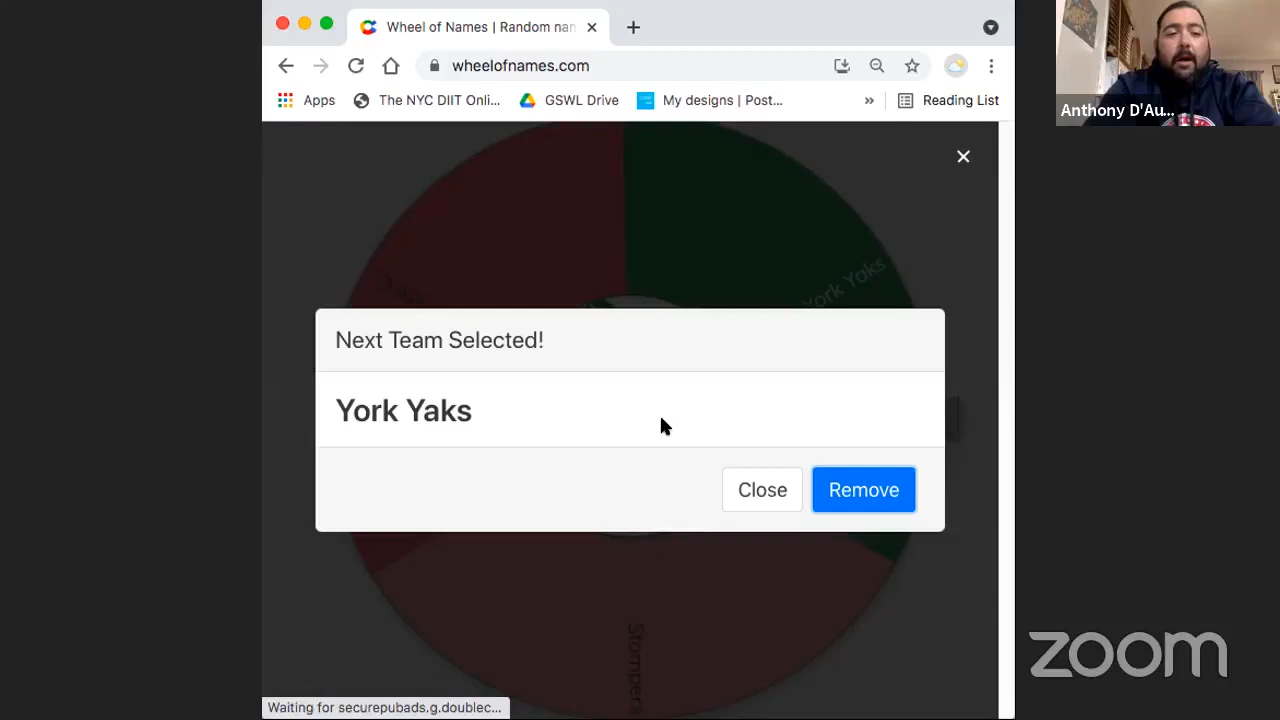 Wheel of Names | Random nan
wheelofnames.com
Apps
The NYC DIIT Onli...
GSWL Drive
My designs | Post...
»
Reading List
Anthony D'Au...
York Yaks
Next Team Selected!
York Yaks
Close
Remove
Stompers
Waiting for securepubads.g.doublec...
zoom